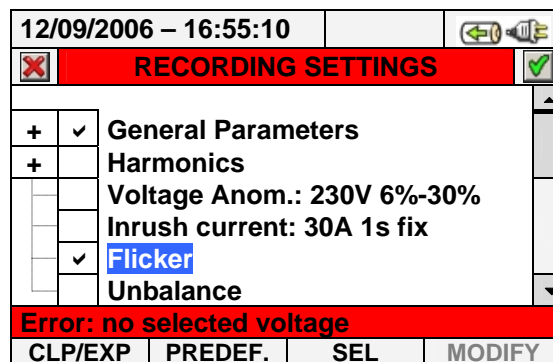 12/09/2006 – 16:55:10
RECORDING SETTINGS
+ General Parameters
+ Harmonics
Voltage Anom.: 230V 6%-30%
Inrush current: 30A 1s fix
Flicker
Unbalance
Error: no selected voltage
CLP/EXP PREDEF. SEL MODIFY